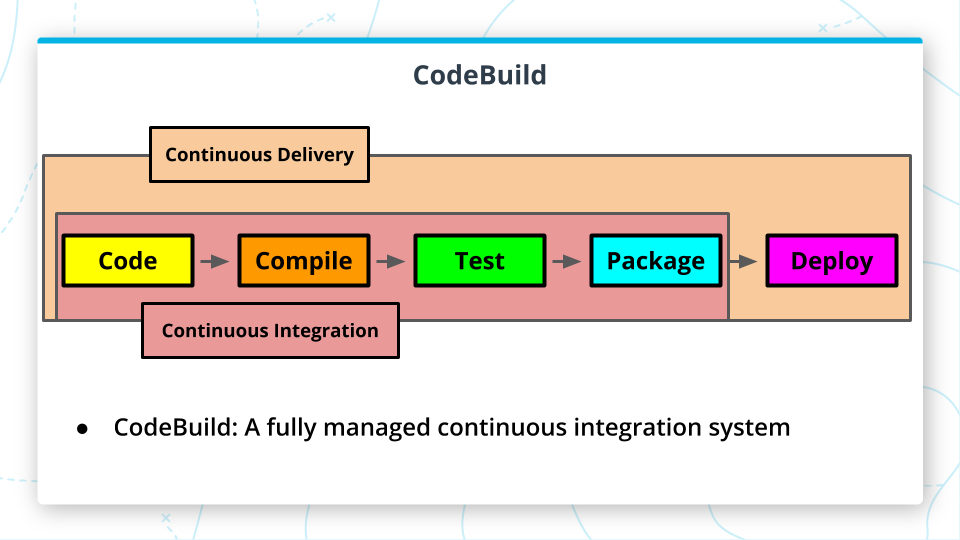 CodeBuild
Continuous Delivery
Code
Compile
Test
Package
Deploy
Continuous Integration
● CodeBuild: A fully managed continuous integration system